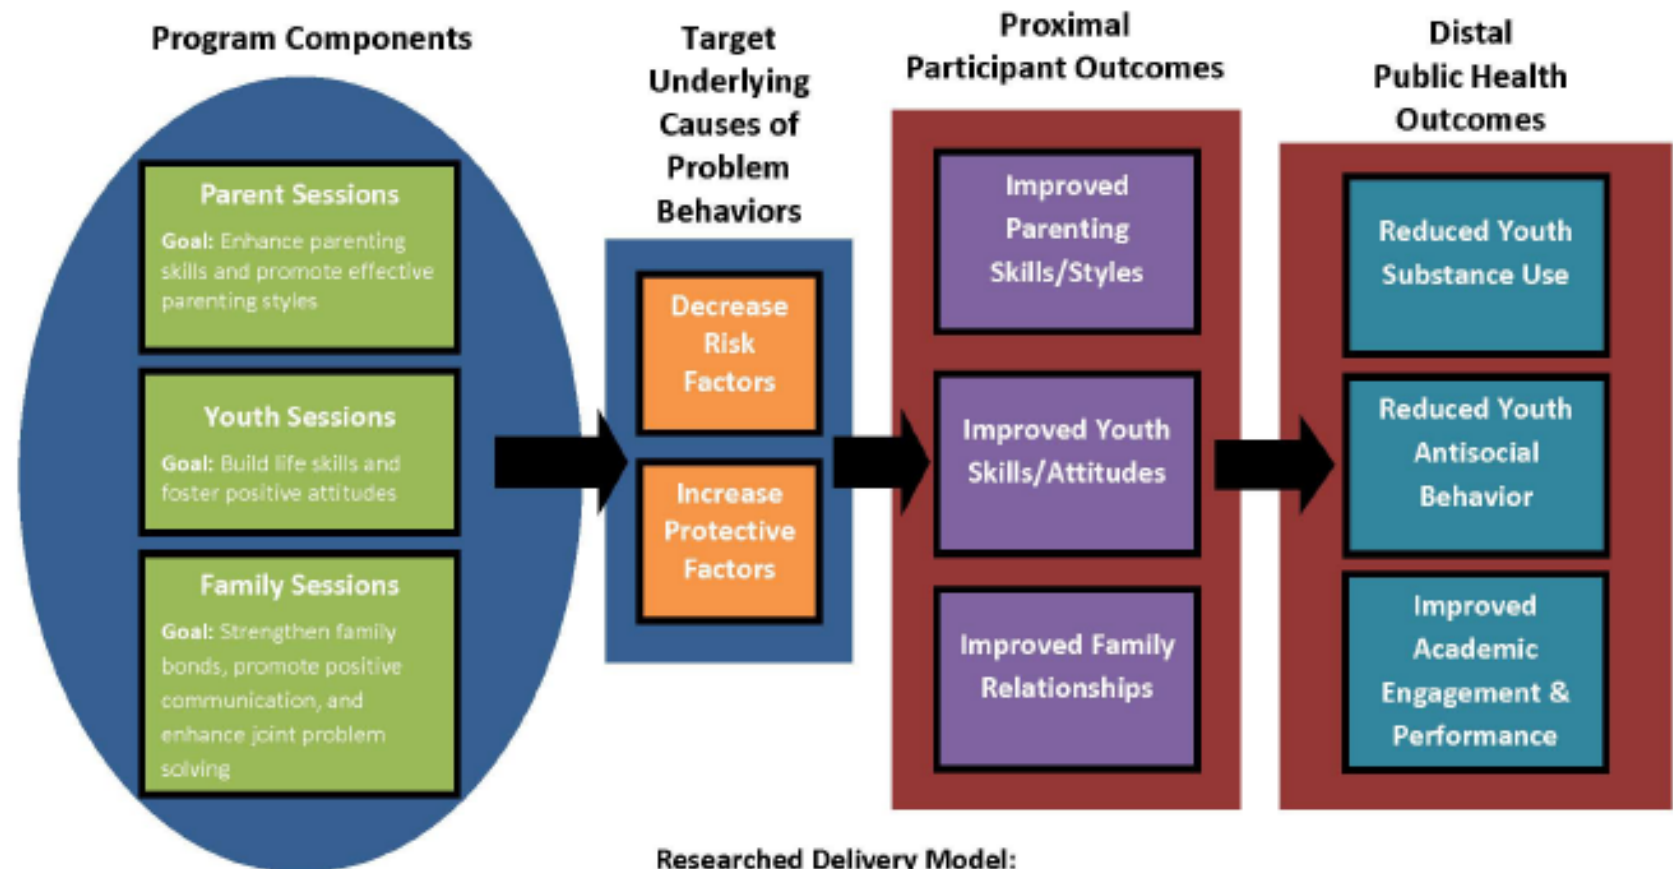 Program Components
Parent Sessions
Goal: Enhance parenting
skills and promote effective
parenting styles
Youth Sessions
Goal: Build life skills and
foster positive attitudes
Family Sessions
Goal: Strengthen family
bonds, promote positive
communication, and
enhance joint problem
solving
Target
Underlying
Causes of
Problem
Behaviors
Decrease
Risk
Factors
Increase
Protective
Factors
Proximal
Participant Outcomes
Improved
Parenting
Skills/Styles
Improved Youth
Skills/Attitudes
Improved Family
Relationships
Distal
Public Health
Outcomes
Reduced Youth
Substance Use
Reduced Youth
Antisocial
Behavior
Improved
Academic
Engagement &
Performance
Researched Delivery Model: